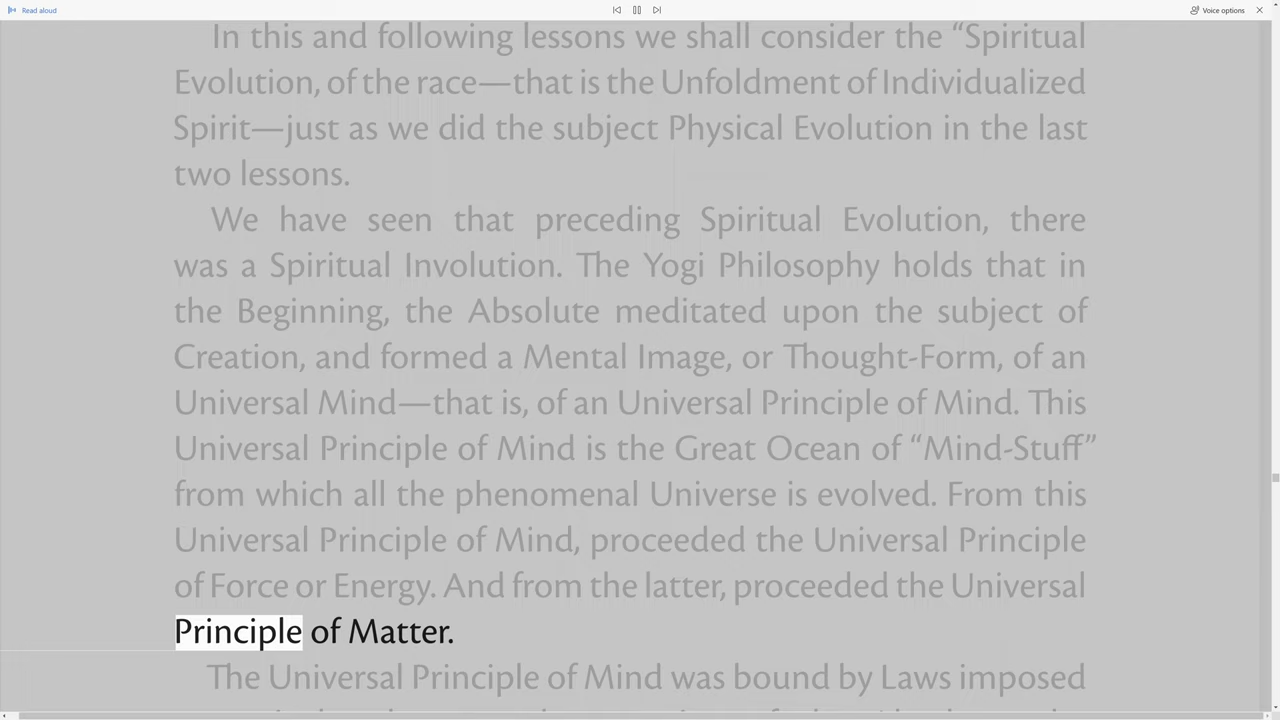 Read aloud
Voice options
In this and following lessons we shall consider the “Spiritual
Evolution, of the race—that is the Unfoldment of Individualized
Spirit—just as we did the subject Physical Evolution in the last
two lessons.
We have seen that preceding Spiritual Evolution, there
was a Spiritual Involution. The Yogi Philosophy holds that in
the Beginning, the Absolute meditated upon the subject of
Creation, and formed a Mental Image, or Thought-Form, of an
Universal Mind—that is, of an Universal Principle of Mind. This
Universal Principle of Mind is the Great Ocean of “Mind-Stuff”
from which all the phenomenal Universe is evolved. From this
Universal Principle of Mind, proceeded the Universal Principle
of Force or Energy. And from the latter, proceeded the Universal
Principle of Matter.
The Universal Principle of Mind was bound by Laws imposed